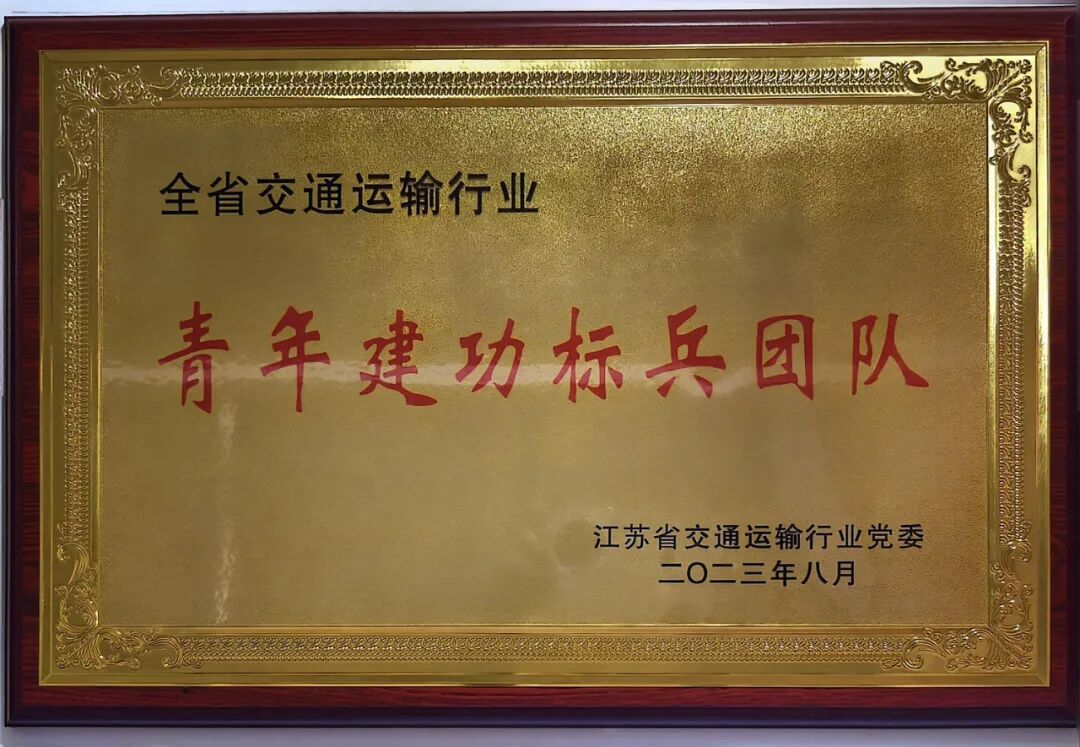 全省交通运输行业
青年建功标兵团队
江苏省交通运输行业党委
二〇二三年八月